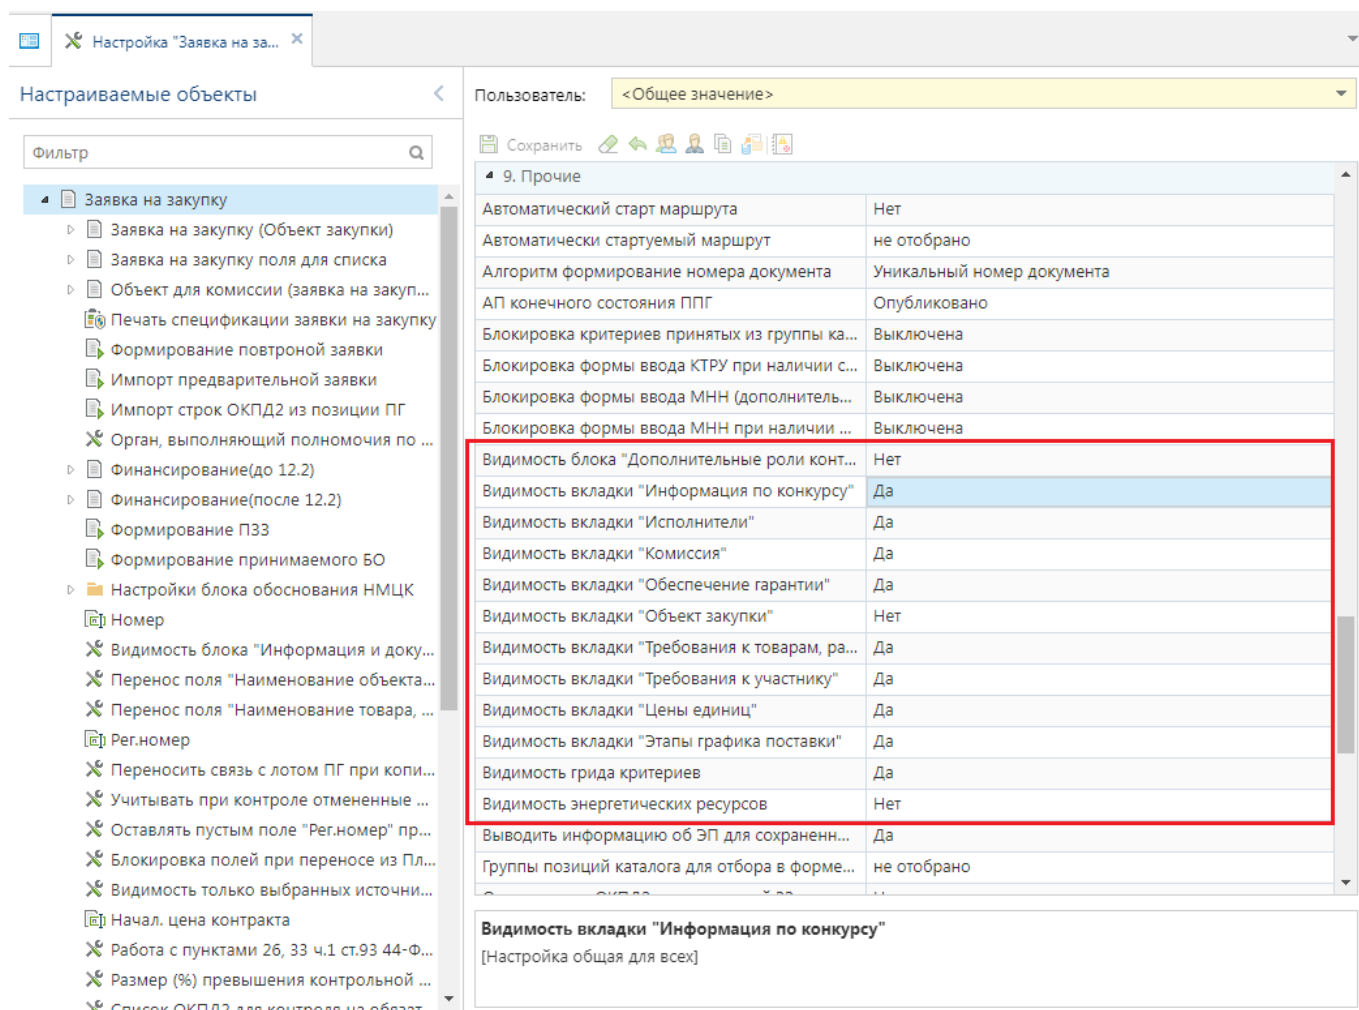 Настройка "Заявка на за...
Настраиваемые объекты
Фильтр
Заявка на закупку
Заявка на закупку (Объект закупки)
Заявка на закупку поля для списка
Объект для комиссии (заявка на закуп...
Печать спецификации заявки на закупку
Формирование повтроной заявки
Импорт предварительной заявки
Импорт строк ОКПД2 из позиции ПГ
Орган, выполняющий полномочия по ...
Финансирование(до 12.2)
Финансирование(после 12.2)
Формирование ПЗЗ
Формирование принимаемого БО
Настройки блока обоснования НМЦК
Номер
Видимость блока "Информация и доку...
Перенос поля "Наименование объекта...
Перенос поля "Наименование товара, ...
Рег.номер
Переносить связь с лотом ПГ при копи...
Учитывать при контроле отмененные ...
Оставлять пустым поле "Рег.номер" пр...
Блокировка полей при переносе из Пл...
Видимость только выбранных источни...
Начал. цена контракта
Работа с пунктами 26, 33 ч.1 ст.93 44-Ф...
Размер (%) превышения контрольной ...
Список ОКПД2 для контроля на обязат...
Пользователь: <Общее значение>
Сохранить
9. Прочие
Автоматический старт маршрута Нет
Автоматически стартуемый маршрут не отобрано
Алгоритм формирование номера документа Уникальный номер документа
АП конечного состояния ППГ Опубликовано
Блокировка критериев принятых из группы ка... Выключена
Блокировка формы ввода КТРУ при наличии с... Выключена
Блокировка формы ввода МНН (дополнитель... Выключена
Блокировка формы ввода МНН при наличии ... Выключена
Видимость блока "Дополнительные роли конт... Нет
Видимость вкладки "Информация по конкурсу" Да
Видимость вкладки "Исполнители" Да
Видимость вкладки "Комиссия" Да
Видимость вкладки "Обеспечение гарантии" Да
Видимость вкладки "Объект закупки" Нет
Видимость вкладки "Требования к товарам, ра... Да
Видимость вкладки "Требования к участнику" Да
Видимость вкладки "Цены единиц" Да
Видимость вкладки "Этапы графика поставки" Да
Видимость грида критериев Да
Видимость энергетических ресурсов Нет
Выводить информацию об ЭП для сохраненн... Да
Группы позиций каталога для отбора в форме... не отобрано
Видимость вкладки "Информация по конкурсу"
[Настройка общая для всех]